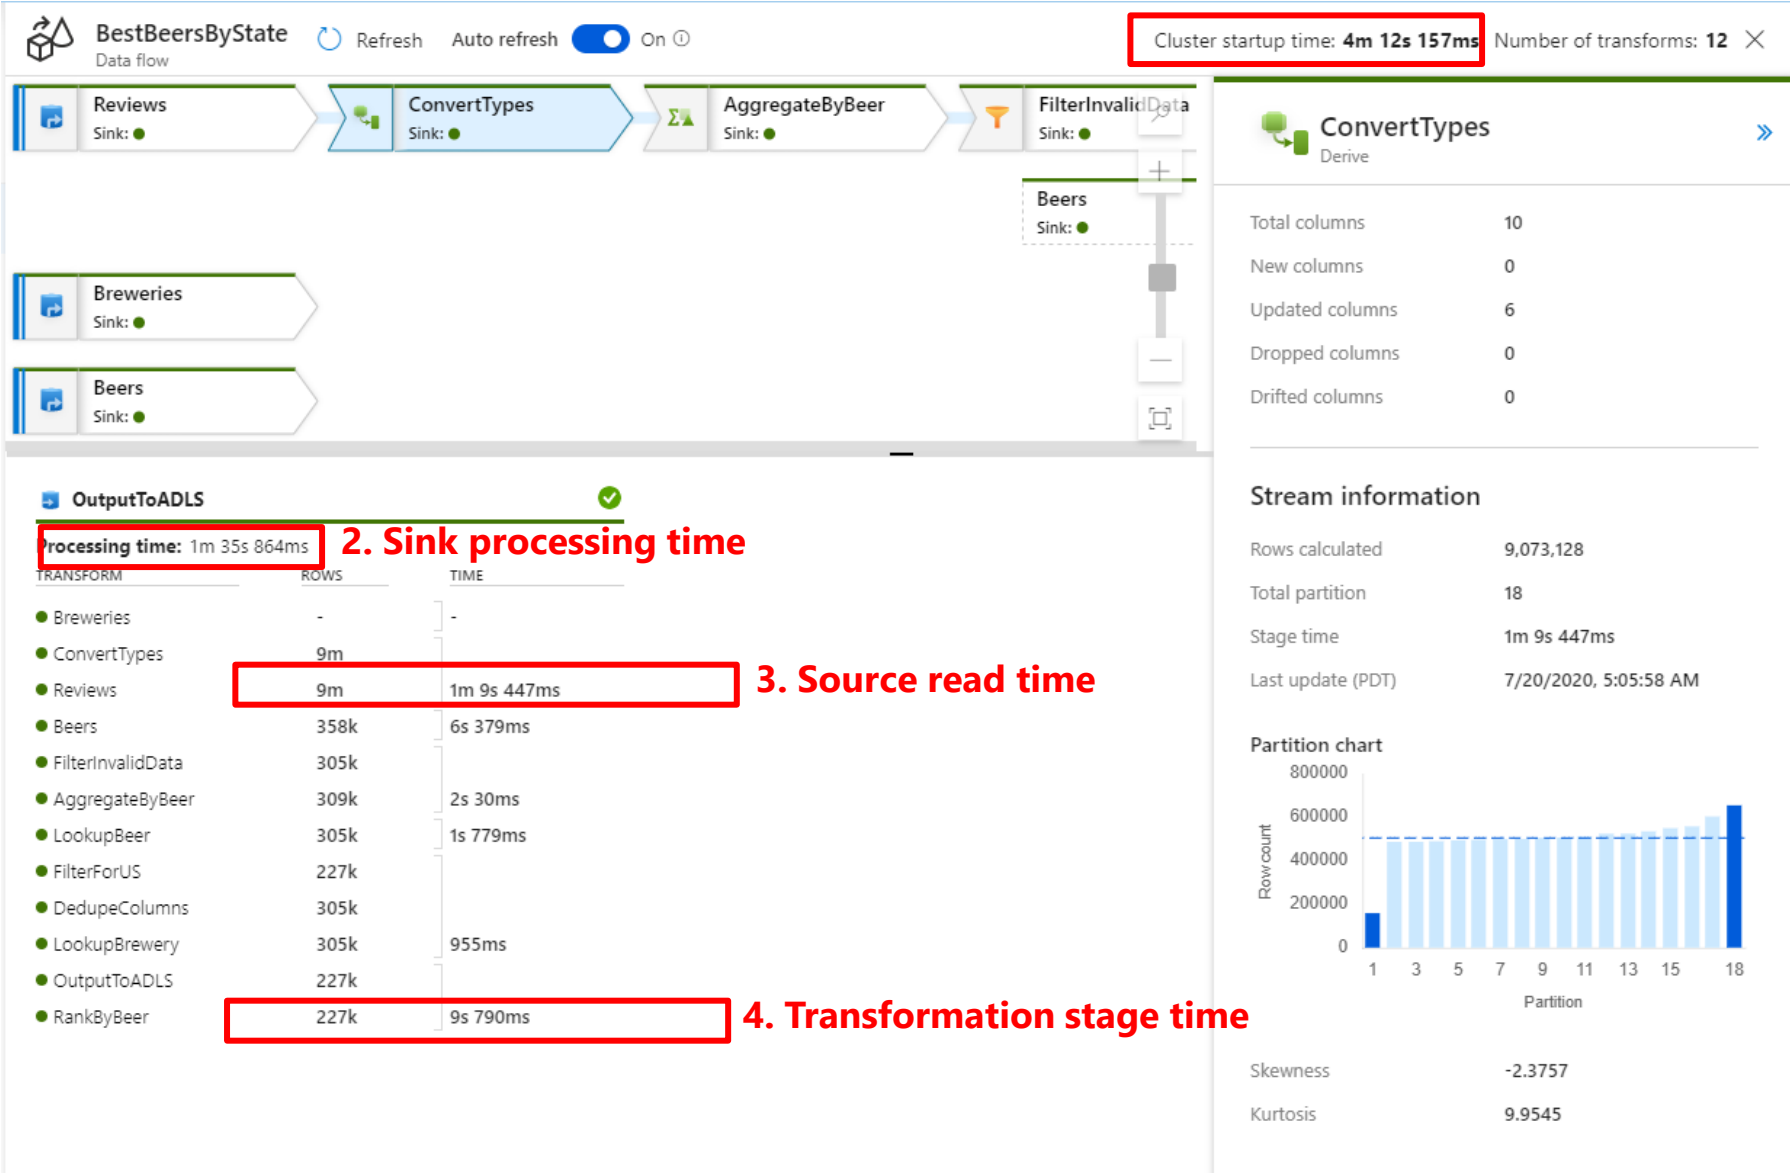 BestBeersByState
Data flow
Refresh
Auto refresh
On
Cluster startup time: 4m 12s 157ms
Number of transforms: 12
Reviews
Sink:
ConvertTypes
Sink:
AggregateByBeer
Sink:
FilterInvalidData
Sink:
Beers
Sink:
Breweries
Sink:
Beers
Sink:
OutputToADLS
Processing time: 1m 35s 864ms
2. Sink processing time
TRANSFORM ROWS TIME
Breweries - -
ConvertTypes 9m
Reviews 9m 1m 9s 447ms
3. Source read time
Beers 358k 6s 379ms
FilterInvalidData 305k
AggregateByBeer 309k 2s 30ms
LookupBeer 305k 1s 779ms
FilterForUS 227k
DedupeColumns 305k
LookupBrewery 305k 955ms
OutputToADLS 227k
RankByBeer 227k 9s 790ms
4. Transformation stage time
ConvertTypes
Derive
Total columns 10
New columns 0
Updated columns 6
Dropped columns 0
Drifted columns 0
Stream information
Rows calculated 9,073,128
Total partition 18
Stage time 1m 9s 447ms
Last update (PDT) 7/20/2020, 5:05:58 AM
Partition chart
800000
600000
400000
200000
0
Row count
1 3 5 7 9 11 13 15 18
Partition
Skewness -2.3757
Kurtosis 9.9545